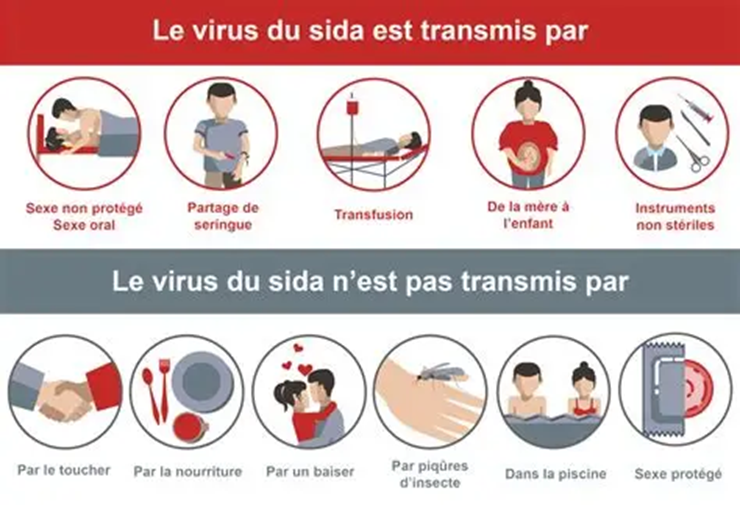 Le virus du sida est transmis par
Sexe non protégé
Sexe oral
Partage de
seringue
Transfusion
De la mère à
l'enfant
Instruments
non stériles
Le virus du sida n'est pas transmis par
Par le toucher
Par la nourriture
Par un baiser
Par piqûres
d'insecte
Dans la piscine
Sexe protégé